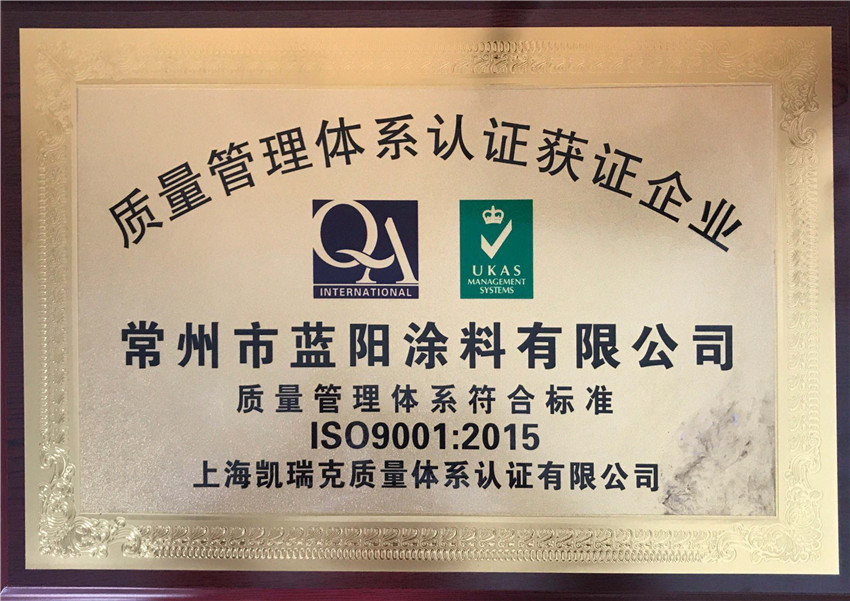 质量管理体系认证获证企业
QA
INTERNATIONAL
UKAS
MANAGEMENT
SYSTEMS
常州市蓝阳涂料有限公司
质量管理体系符合标准
ISO9001:2015
上海凯瑞克质量体系认证有限公司